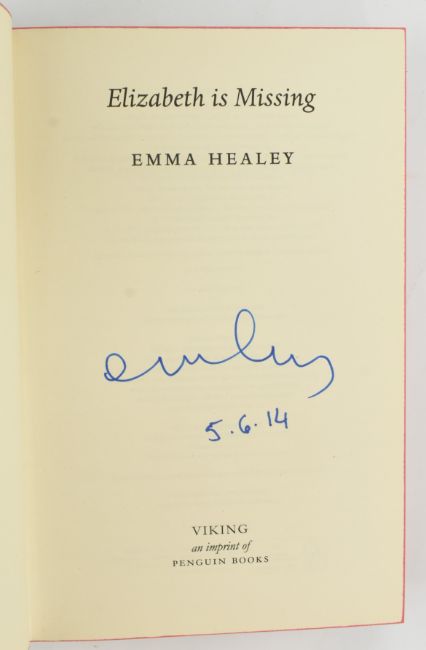 Elizabeth is Missing
EMMA HEALEY
5.6.14
VIKING
an imprint of
PENGUIN BOOKS